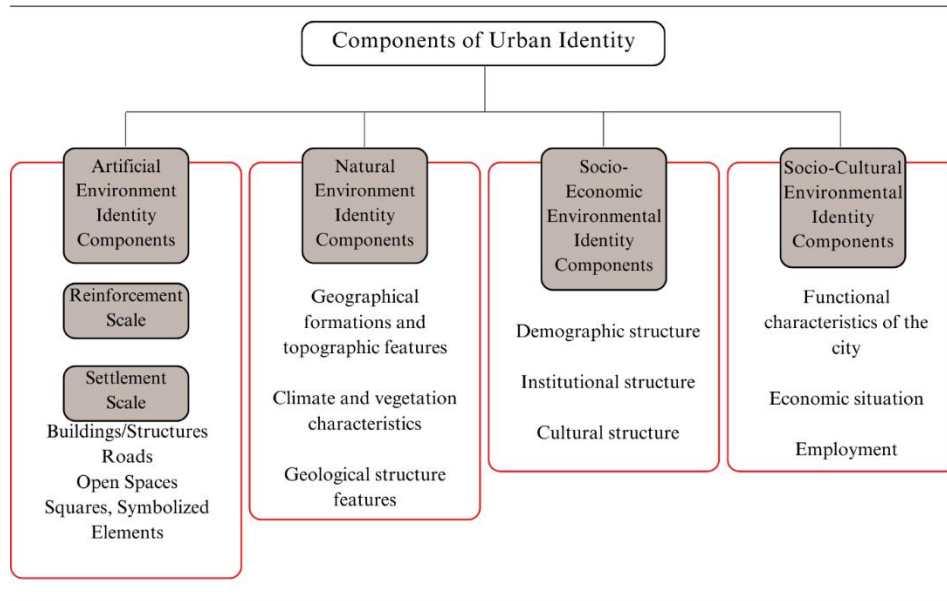 Components of Urban Identity
Artificial
Environment
Identity
Components
Reinforcement
Scale
Settlement
Scale
Buildings/Structures
Roads
Open Spaces
Squares, Symbolized
Elements
Natural
Environment
Identity
Components
Geographical
formations and
topographic features
Climate and vegetation
characteristics
Geological structure
features
Socio-
Economic
Environmental
Identity
Components
Demographic structure
Institutional structure
Cultural structure
Socio-Cultural
Environmental
Identity
Components
Functional
characteristics of the
city
Economic situation
Employment